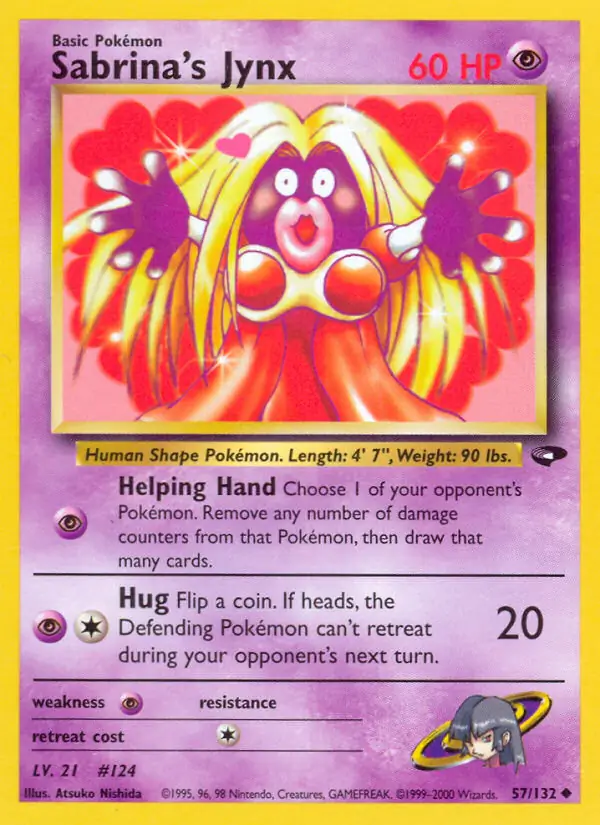 Basic Pokémon
Sabrina's Jynx 60 HP
Human Shape Pokémon. Length: 4' 7", Weight: 90 lbs.
Helping Hand Choose 1 of your opponent's
Pokémon. Remove any number of damage
counters from that Pokémon, then draw that
many cards.
Hug Flip a coin. If heads, the
Defending Pokémon can't retreat
during your opponent's next turn.
20
weakness resistance
retreat cost
LV. 21 #124
Illus. Atsuko Nishida ©1995, 96, 98 Nintendo, Creatures, GAMEFREAK. ©1999-2000 Wizards. 57/132